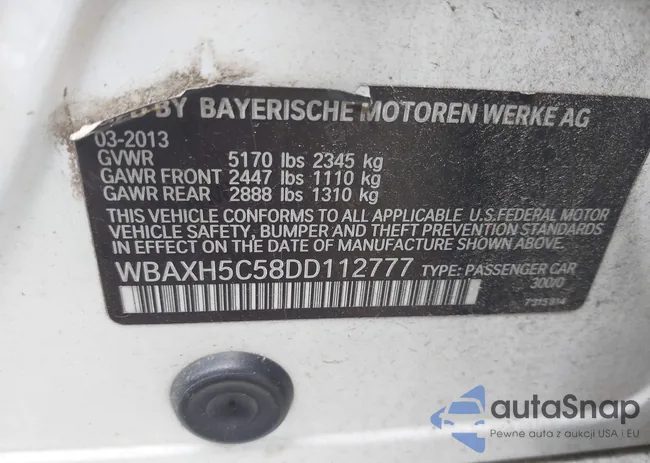 BY BAYERISCHE MOTOREN WERKE AG
03-2013
GVWR 5170 lbs 2345 kg
GAWR FRONT 2447 lbs 1110 kg
GAWR REAR 2888 lbs 1310 kg
THIS VEHICLE CONFORMS TO ALL APPLICABLE U.S.FEDERAL MOTOR
VEHICLE SAFETY, BUMPER, AND THEFT PREVENTION STANDARDS
IN EFFECT ON THE DATE OF MANUFACTURE SHOWN ABOVE.
WBAXH5C58DD112777 TYPE: PASSENGER CAR
300/0
7315914
autoSnap
Pewne auto z aukcji USA i EU